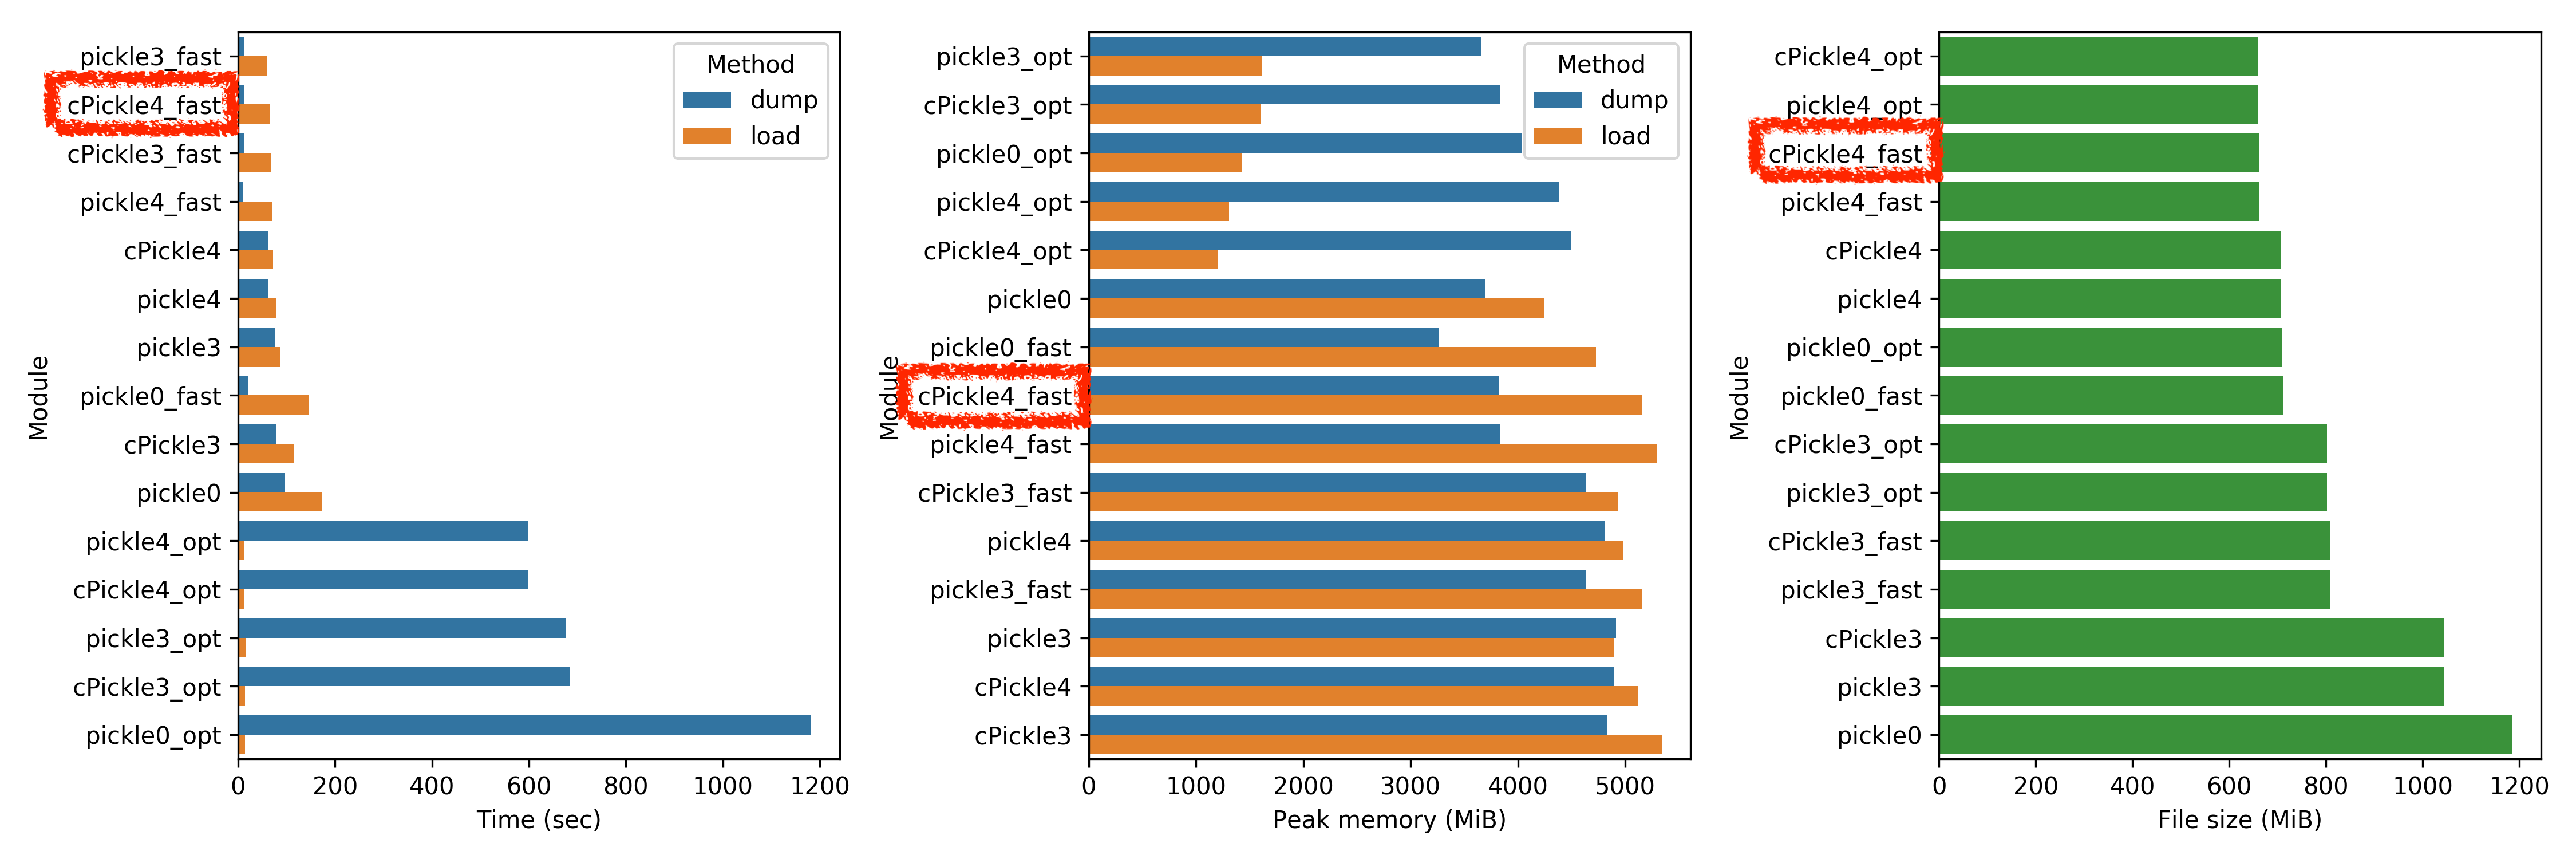 Module
pickle3_fast
cPickle4_fast
cPickle3_fast
pickle4_fast
cPickle4
pickle4
pickle3
pickle0_fast
cPickle3
pickle0
pickle4_opt
cPickle4_opt
pickle3_opt
cPickle3_opt
pickle0_opt
Method
dump
load
0 200 400 600 800 1000 1200
Time (sec)
Module
pickle3_opt
cPickle3_opt
pickle0_opt
pickle4_opt
cPickle4_opt
pickle0
pickle0_fast
cPickle4_fast
pickle4_fast
cPickle3_fast
pickle4
pickle3_fast
pickle3
cPickle4
cPickle3
Method
dump
load
0 1000 2000 3000 4000 5000
Peak memory (MiB)
Module
cPickle4_opt
pickle4_opt
cPickle4_fast
pickle4_fast
cPickle4
pickle4
pickle0_opt
pickle0_fast
cPickle3_opt
pickle3_opt
cPickle3_fast
pickle3_fast
cPickle3
pickle3
pickle0
0 200 400 600 800 1000 1200
File size (MiB)